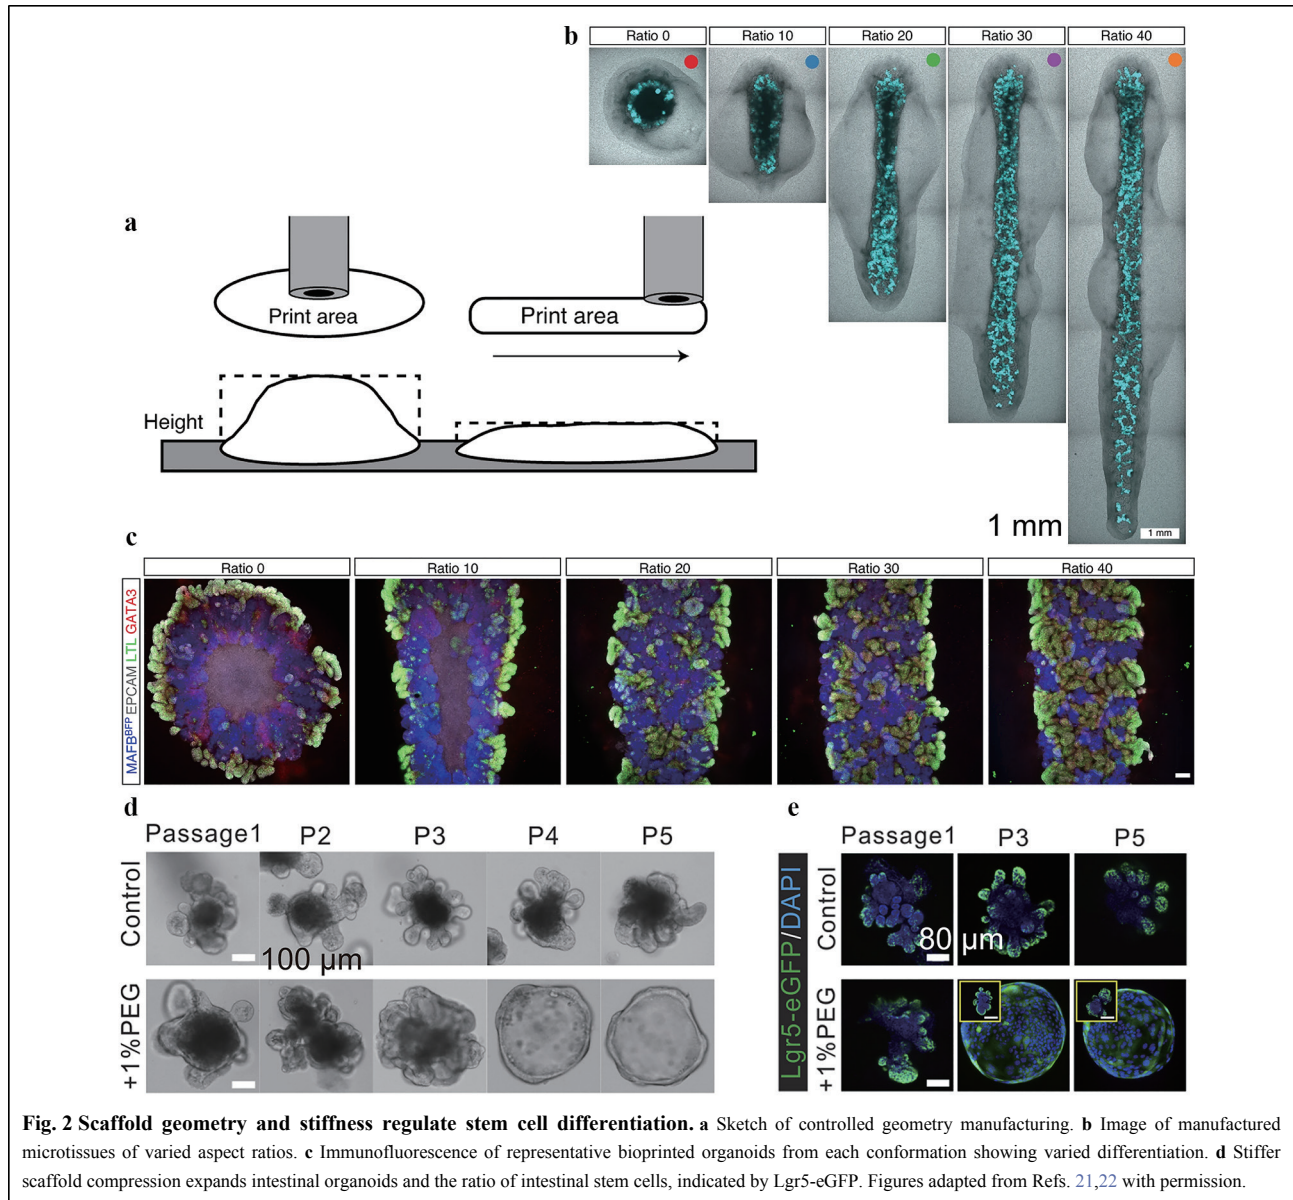 b
Ratio 0
Ratio 10
Ratio 20
Ratio 30
Ratio 40
a
Print area
Print area
Height
1 mm
1 mm
c
Ratio 0
Ratio 10
Ratio 20
Ratio 30
Ratio 40
MAFBᴮᶠᴾ EPCAM LTL GATA3
d
Passage1
P2
P3
P4
P5
Control
100 µm
+1%PEG
e
Passage1
P3
P5
Lgr5-eGFP/DAPI
Control
80 µm
+1%PEG
Fig. 2 Scaffold geometry and stiffness regulate stem cell differentiation. a Sketch of controlled geometry manufacturing. b Image of manufactured
microtissues of varied aspect ratios. c Immunofluorescence of representative bioprinted organoids from each conformation showing varied differentiation. d Stiffer
scaffold compression expands intestinal organoids and the ratio of intestinal stem cells, indicated by Lgr5-eGFP. Figures adapted from Refs. 21,22 with permission.